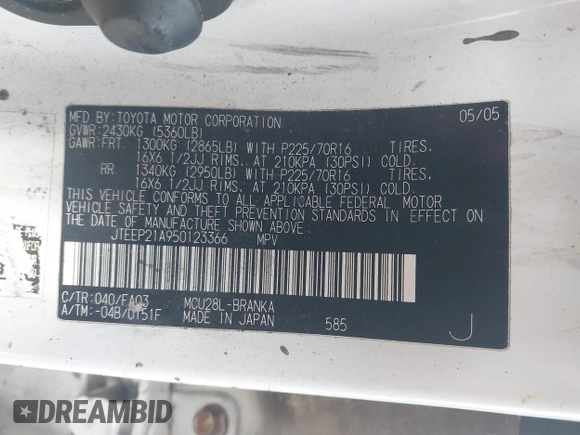 MFD.BY:TOYOTA MOTOR CORPORATION 05/05
GVWR:2430KG (5360LB)
GAWR:FRT. 1300KG (2865LB) WITH P225/70R16 TIRES,
16X6 1/2JJ RIMS, AT 210KPA (30PSI) COLD.
RR. 1340KG (2950LB) WITH P225/70R16 TIRES,
16X6 1/2JJ RIMS, AT 210KPA (30PSI) COLD.
THIS VEHICLE CONFORMS TO ALL APPLICABLE FEDERAL MOTOR
VEHICLE SAFETY AND THEFT PREVENTION STANDARDS IN EFFECT ON
THE DATE OF MANUFACTURE SHOWN ABOVE.
JTEEP21A950123366 MPV
C/TR:040/FA03 MCU28L-BRANKA
A/TM:-04B/U151F MADE IN JAPAN 585 J
DREAMBID